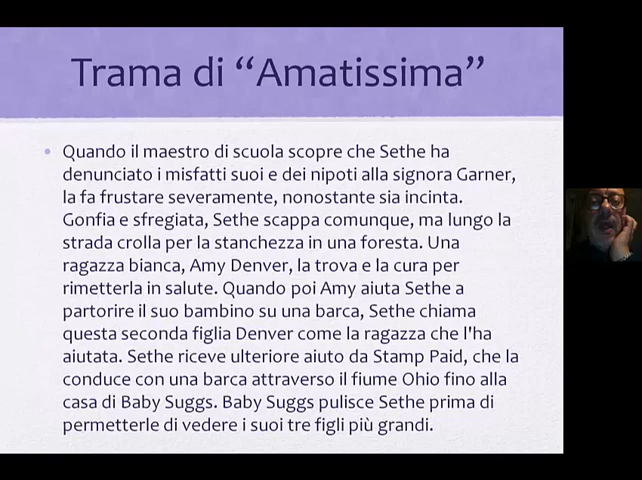 Trama di “Amatissima”
• Quando il maestro di scuola scopre che Sethe ha
denunciato i misfatti suoi e dei nipoti alla signora Garner,
la fa frustare severamente, nonostante sia incinta.
Gonfia e sfregiata, Sethe scappa comunque, ma lungo la
strada crolla per la stanchezza in una foresta. Una
ragazza bianca, Amy Denver, la trova e la cura per
rimetterla in salute. Quando poi Amy aiuta Sethe a
partorire il suo bambino su una barca, Sethe chiama
questa seconda figlia Denver come la ragazza che l'ha
aiutata. Sethe riceve ulteriore aiuto da Stamp Paid, che la
conduce con una barca attraverso il fiume Ohio fino alla
casa di Baby Suggs. Baby Suggs pulisce Sethe prima di
permetterle di vedere i suoi tre figli più grandi.